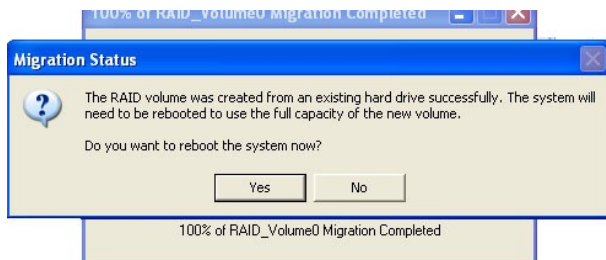 100% of RAID_Volume0 Migration Completed
Migration Status
The RAID volume was created from an existing hard drive successfully. The system will
need to be rebooted to use the full capacity of the new volume.
Do you want to reboot the system now?
Yes
No
100% of RAID_Volume0 Migration Completed